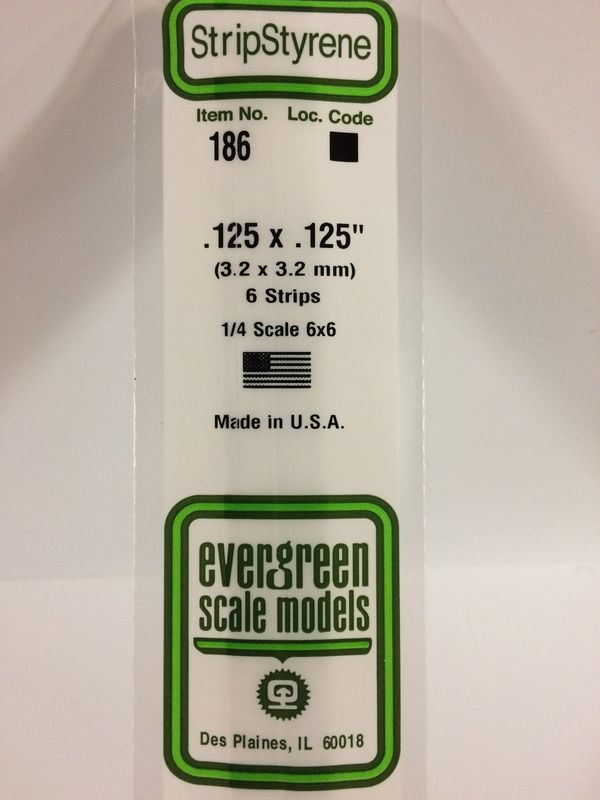 StripStyrene
Item No. Loc. Code
186
.125 x .125"
(3.2 x 3.2 mm)
6 Strips
1/4 Scale 6x6
Made in U.S.A.
evergreen
scale models
Des Plaines, IL 60018